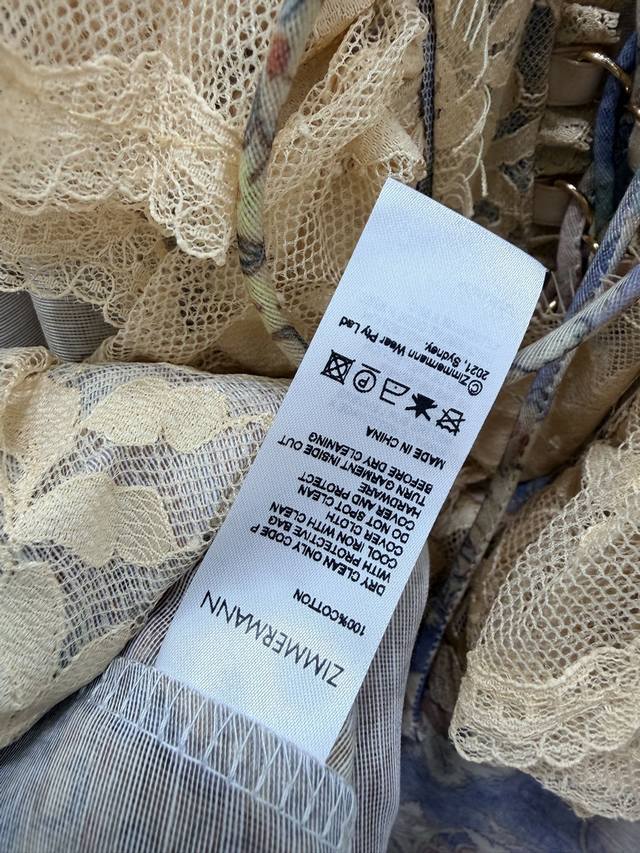 ZIMMERMANN
100%COTTON
DRY CLEAN ONLY CODE P
WITH PROTECTIVE BAG
COOL IRON WITH CLEAN
COVER CLOTH
DO NOT SPOT CLEAN
COVER AND PROTECT
HARDWARE
TURN GARMENT INSIDE OUT
BEFORE DRY CLEANING
MADE IN CHINA
P
©Zimmermann Wear Pty Lad
2021, Sydney.